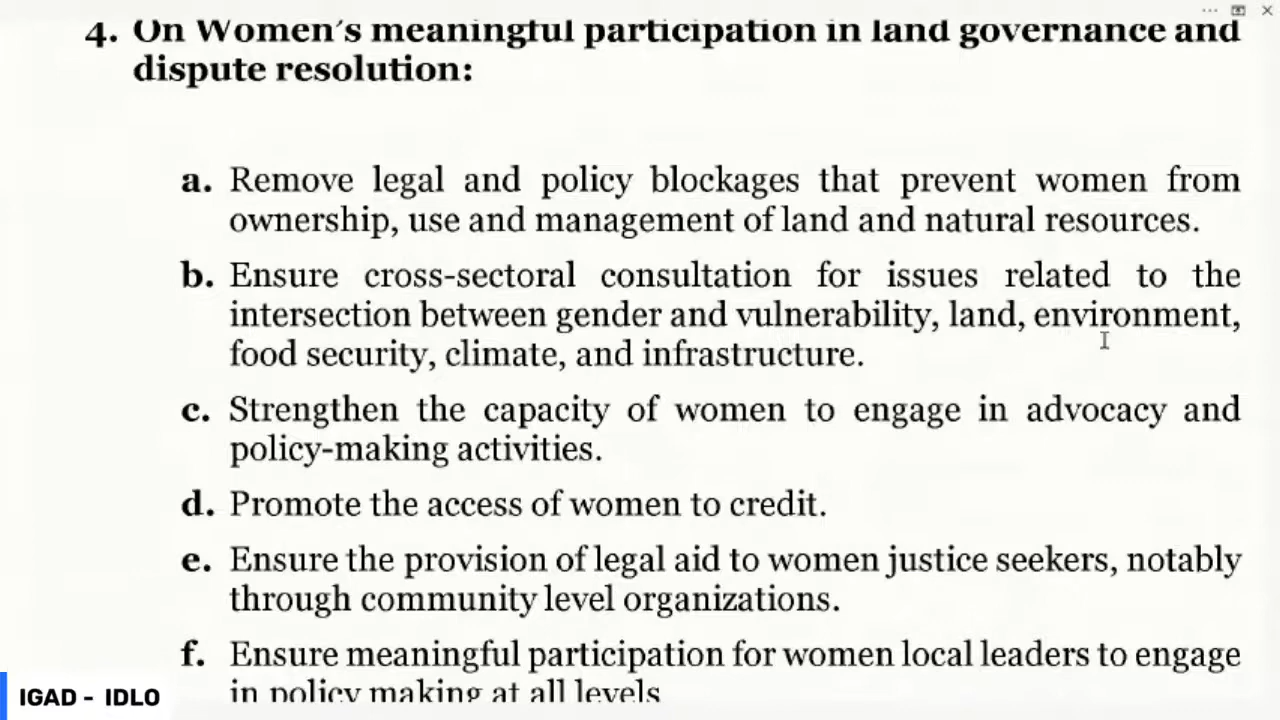 4. On Women's meaningful participation in land governance and
dispute resolution:
a. Remove legal and policy blockages that prevent women from
ownership, use and management of land and natural resources.
b. Ensure cross-sectoral consultation for issues related to the
intersection between gender and vulnerability, land, environment,
food security, climate, and infrastructure.
c. Strengthen the capacity of women to engage in advocacy and
policy-making activities.
d. Promote the access of women to credit.
e. Ensure the provision of legal aid to women justice seekers, notably
through community level organizations.
f. Ensure meaningful participation for women local leaders to engage
in policy making at all levels
IGAD - IDLO